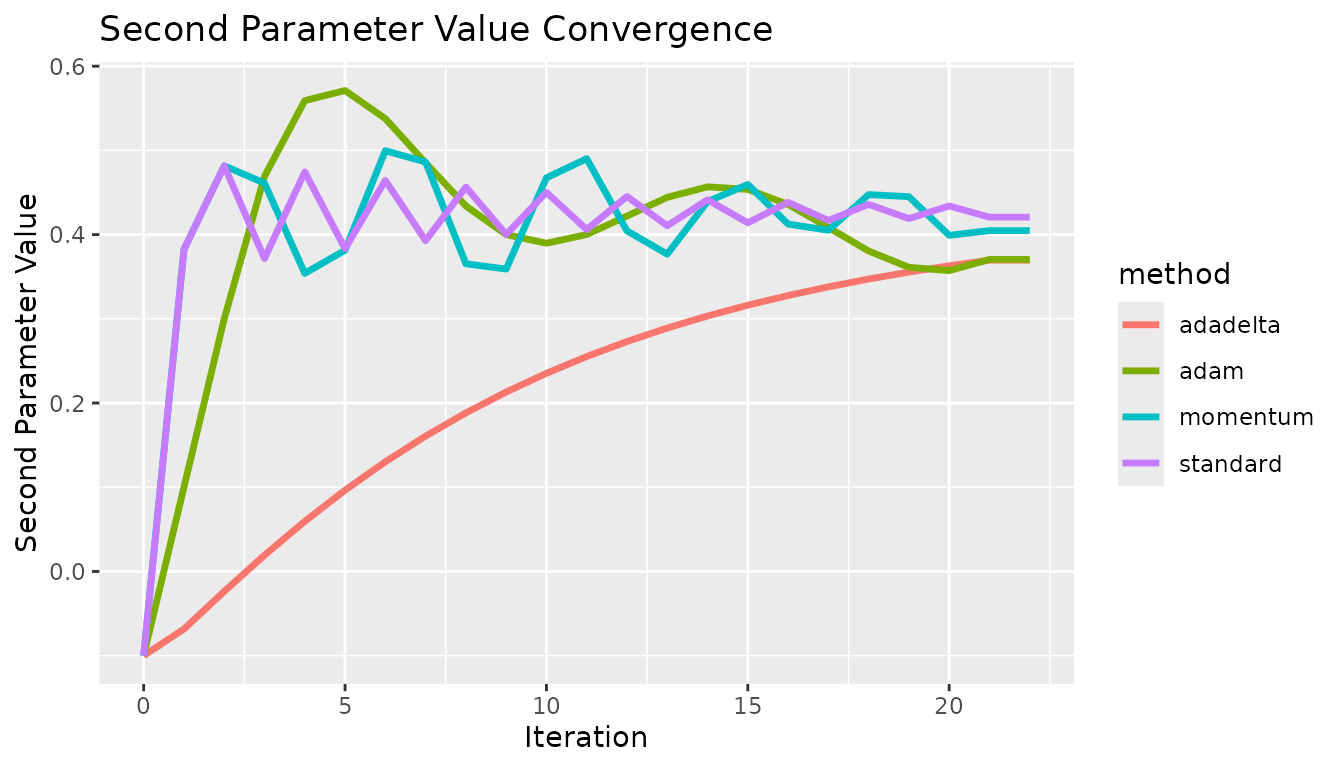 Second Parameter Value Convergence
0.6
0.4
0.2
0.0
Second Parameter Value
0
5
10
15
20
Iteration
method
adadelta
adam
momentum
standard